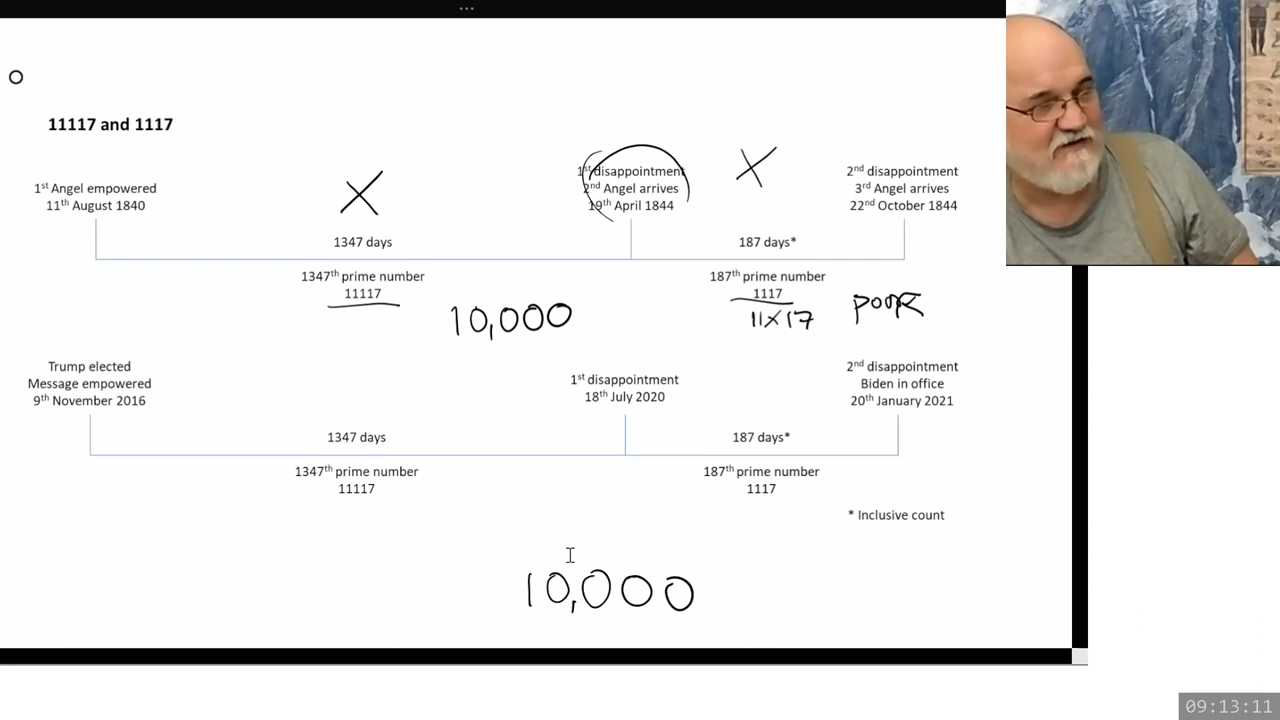 11117 and 1117
1st Angel empowered
11th August 1840
1347 days
1347th prime number
11117
10,000
1st disappointment
2nd Angel arrives
19th April 1844
187 days*
187th prime number
1117
11x17
poor
2nd disappointment
3rd Angel arrives
22nd October 1844
Trump elected
Message empowered
9th November 2016
1347 days
1347th prime number
11117
1st disappointment
18th July 2020
187 days*
187th prime number
1117
2nd disappointment
Biden in office
20th January 2021
* Inclusive count
10,000
09:13:11